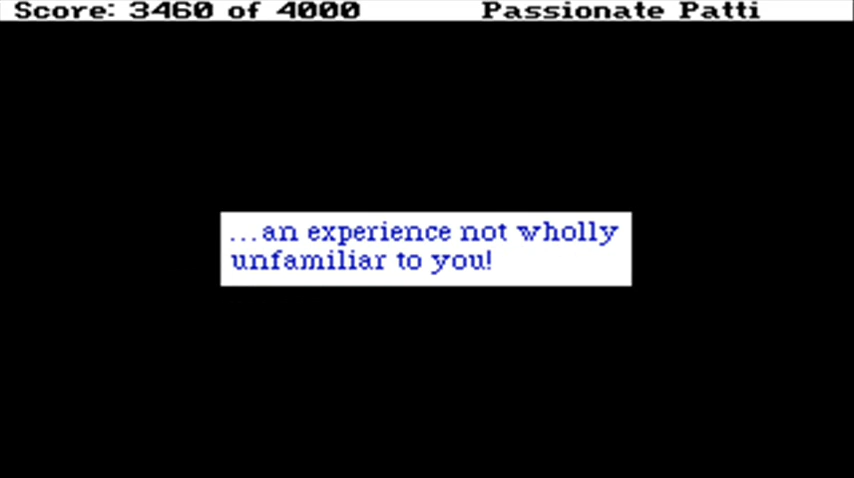 Score: 3460 of 4000 Passionate Patti
...an experience not wholly
unfamiliar to you!